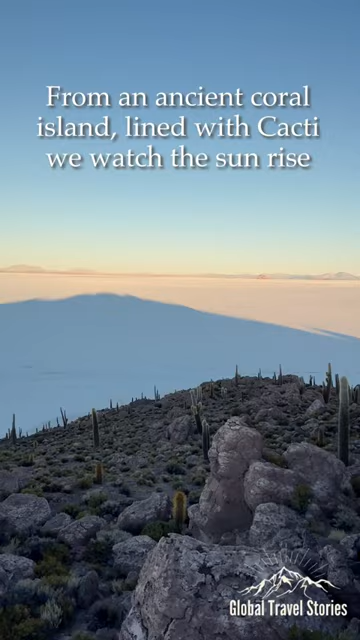 From an ancient coral
island, lined with Cacti
we watch the sun rise
Global Travel Stories